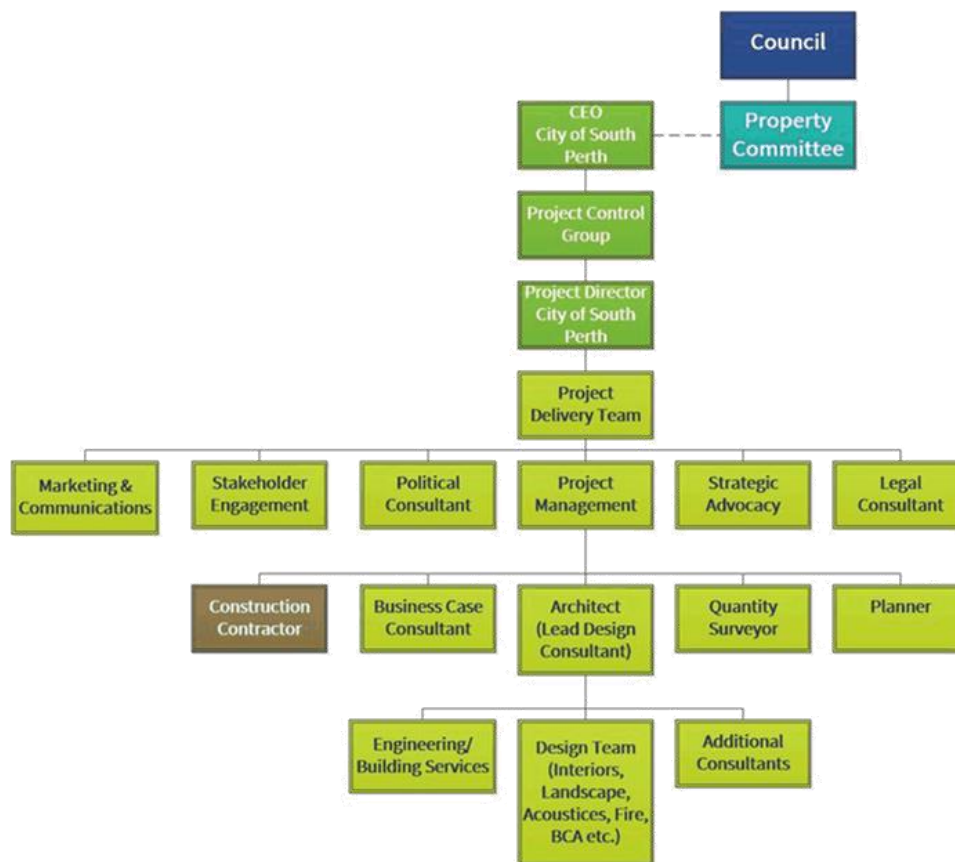 Council
Property
Committee
CEO
City of South
Perth
Project Control
Group
Project Director
City of South
Perth
Project
Delivery Team
Marketing &
Communications
Stakeholder
Engagement
Political
Consultant
Project
Management
Strategic
Advocacy
Legal
Consultant
Construction
Contractor
Business Case
Consultant
Architect
(Lead Design
Consultant)
Quantity
Surveyor
Planner
Engineering/
Building Services
Design Team
(Interiors,
Landscape,
Acoustices, Fire,
BCA etc.)
Additional
Consultants